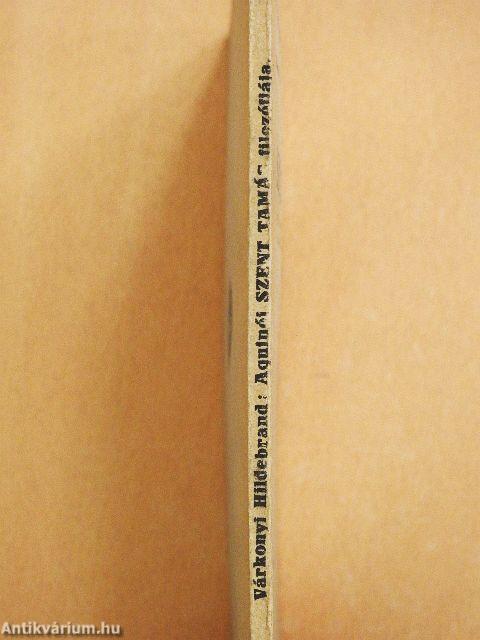 Várkonyi Hildebrand: Aquinói SZENT TAMÁS filozófiája.
Antikvárium.hu